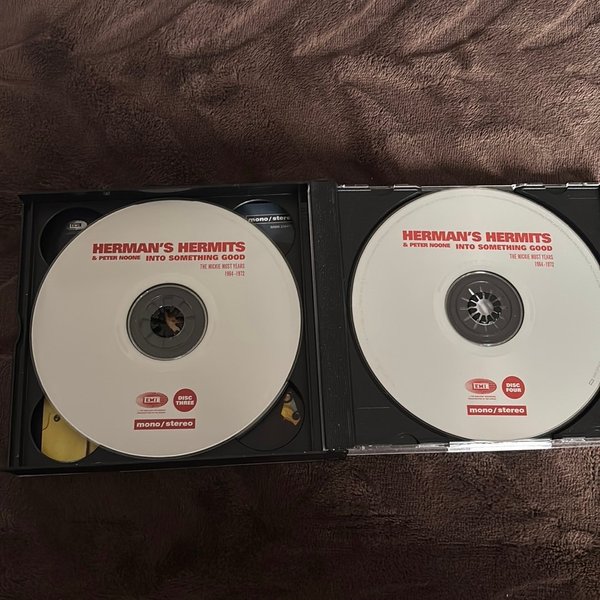 mono/stereo
HERMAN'S HERMITS
& PETER NOONE INTO SOMETHING GOOD
THE MICKIE MOST YEARS
1964-1972
EMI
DISC
THREE
mono/stereo
HERMAN'S HERMITS
& PETER NOONE INTO SOMETHING GOOD
THE MICKIE MOST YEARS
1964-1972
EMI
DISC
FOUR
mono/stereo